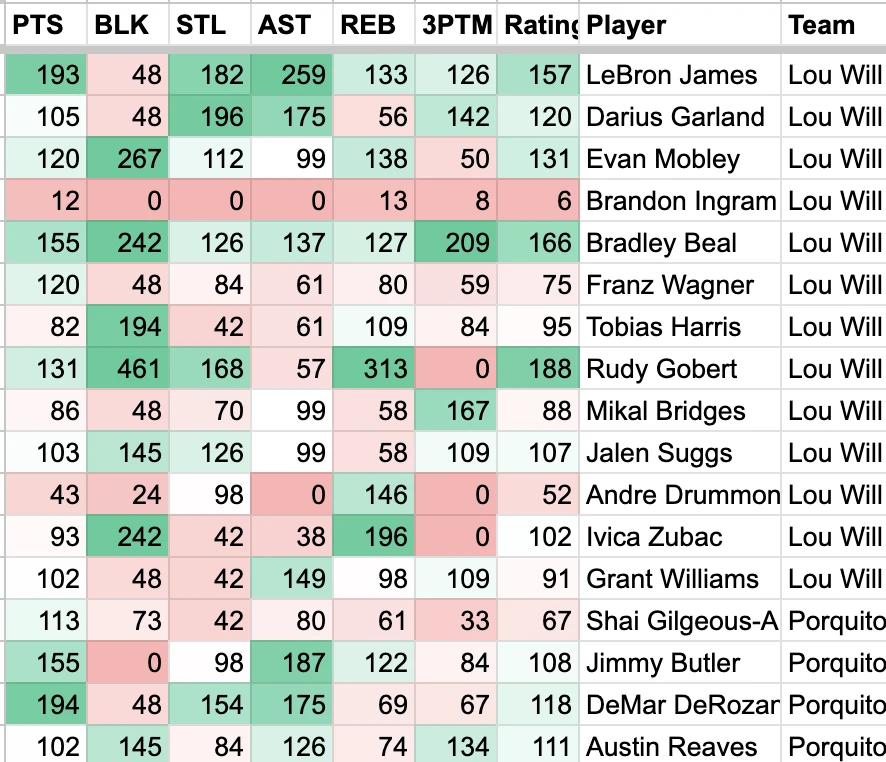 PTS BLK STL AST REB 3PTM Rating Player Team
193 48 182 259 133 126 157 LeBron James Lou Will
105 48 196 175 56 142 120 Darius Garland Lou Will
120 267 112 99 138 50 131 Evan Mobley Lou Will
12 0 0 0 13 8 6 Brandon Ingram Lou Will
155 242 126 137 127 209 166 Bradley Beal Lou Will
120 48 84 61 80 59 75 Franz Wagner Lou Will
82 194 42 61 109 84 95 Tobias Harris Lou Will
131 461 168 57 313 0 188 Rudy Gobert Lou Will
86 48 70 99 58 167 88 Mikal Bridges Lou Will
103 145 126 99 58 109 107 Jalen Suggs Lou Will
43 24 98 0 146 0 52 Andre Drummon Lou Will
93 242 42 38 196 0 102 Ivica Zubac Lou Will
102 48 42 149 98 109 91 Grant Williams Lou Will
113 73 42 80 61 33 67 Shai Gilgeous-A Porquito
155 0 98 187 122 84 108 Jimmy Butler Porquito
194 48 154 175 69 67 118 DeMar DeRozan Porquito
102 145 84 126 74 134 111 Austin Reaves Porquito